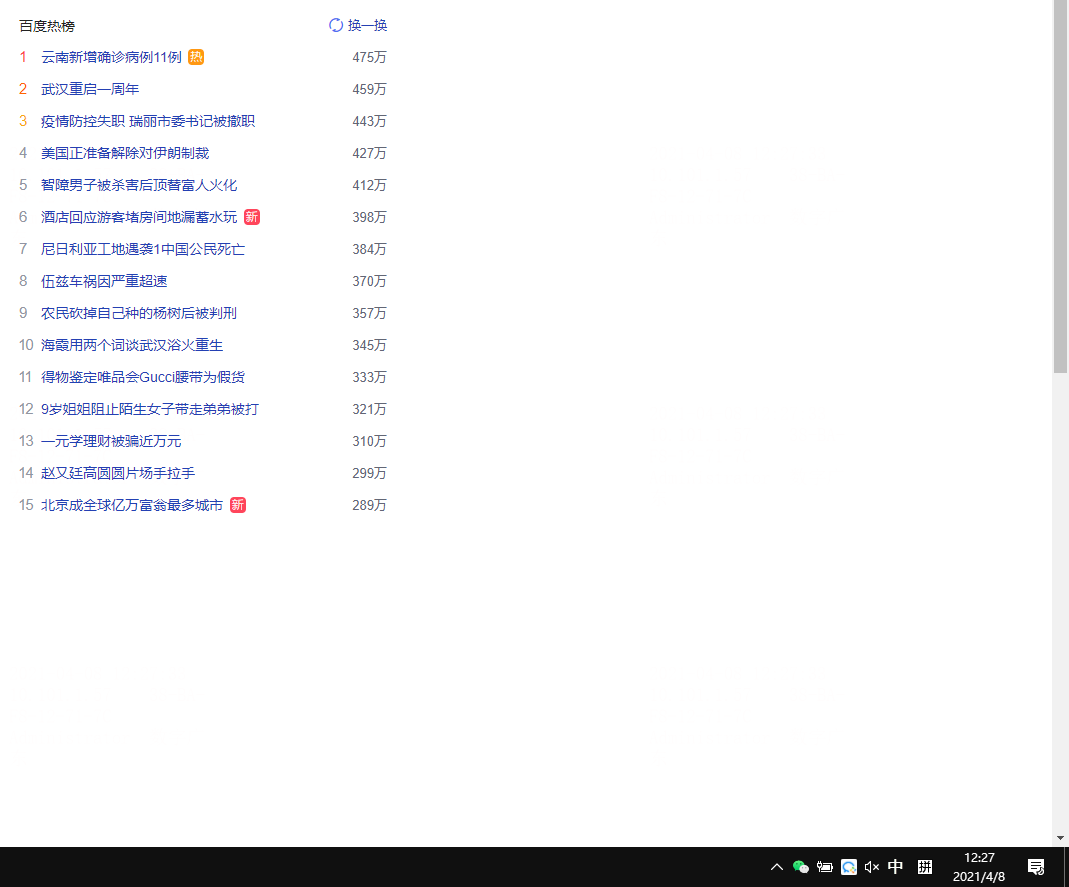 百度热榜 换一换
1 云南新增确诊病例11例 热 475万
2 武汉重启一周年 459万
3 疫情防控失职 瑞丽市委书记被撤职 443万
4 美国正准备解除对伊朗制裁 427万
5 智障男子被杀害后顶替富人火化 412万
6 酒店回应游客堵房间地漏蓄水玩 新 398万
7 尼日利亚工地遇袭1中国公民死亡 384万
8 伍兹车祸因严重超速 370万
9 农民砍掉自己种的杨树后被判刑 357万
10 海霞用两个词谈武汉浴火重生 345万
11 得物鉴定唯品会Gucci腰带为假货 333万
12 9岁姐姐阻止陌生女子带走弟弟被打 321万
13 一元学理财被骗近万元 310万
14 赵又廷高圆圆片场手拉手 299万
15 北京成全球亿万富翁最多城市 新 289万
中 拼 12:27
2021/4/8